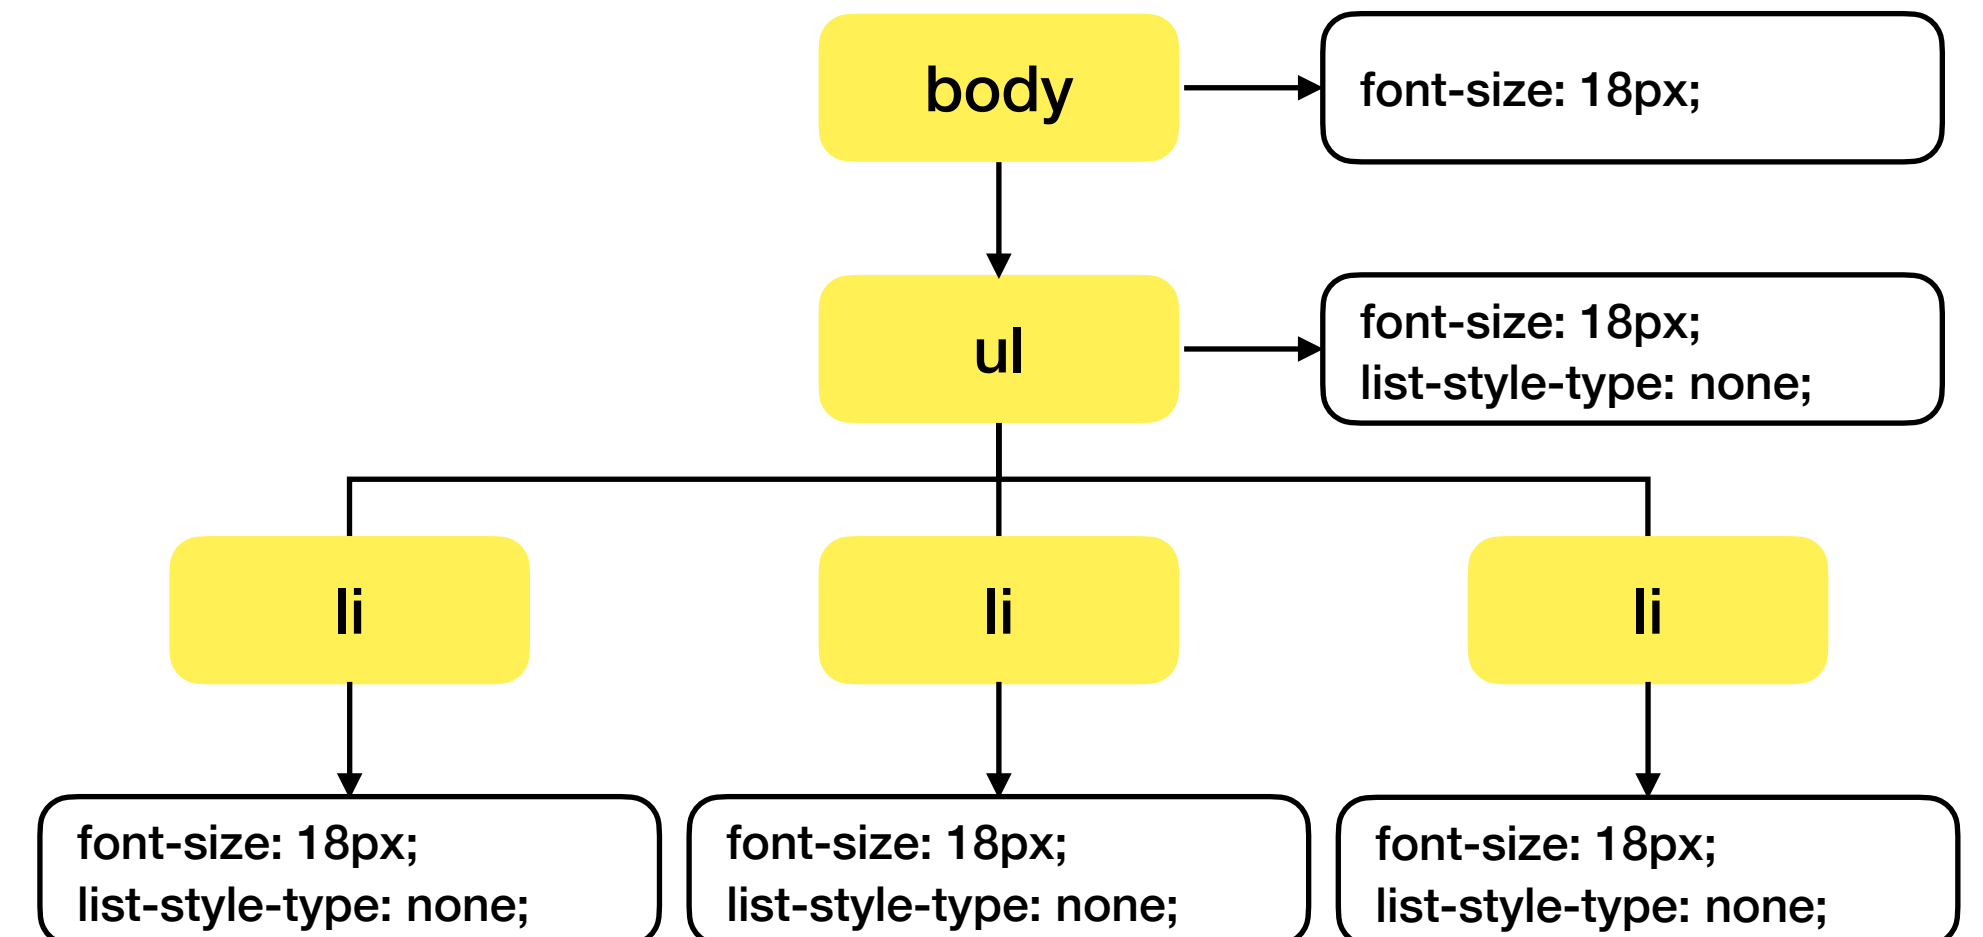 body
font-size: 18px;
ul
font-size: 18px;
list-style-type: none;
li
li
li
font-size: 18px;
list-style-type: none;
font-size: 18px;
list-style-type: none;
font-size: 18px;
list-style-type: none;